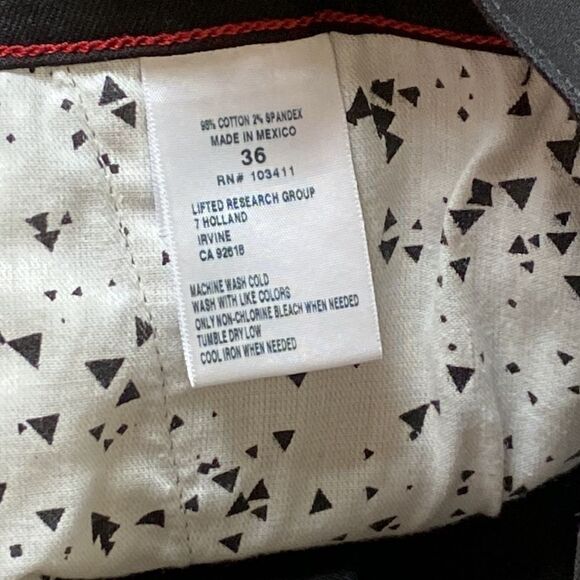 98% COTTON 2% SPANDEX
MADE IN MEXICO
36
RN# 103411
LIFTED RESEARCH GROUP
7 HOLLAND
IRVINE
CA 92618
MACHINE WASH COLD
WASH WITH LIKE COLORS
ONLY NON-CHLORINE BLEACH WHEN NEEDED
TUMBLE DRY LOW
COOL IRON WHEN NEEDED